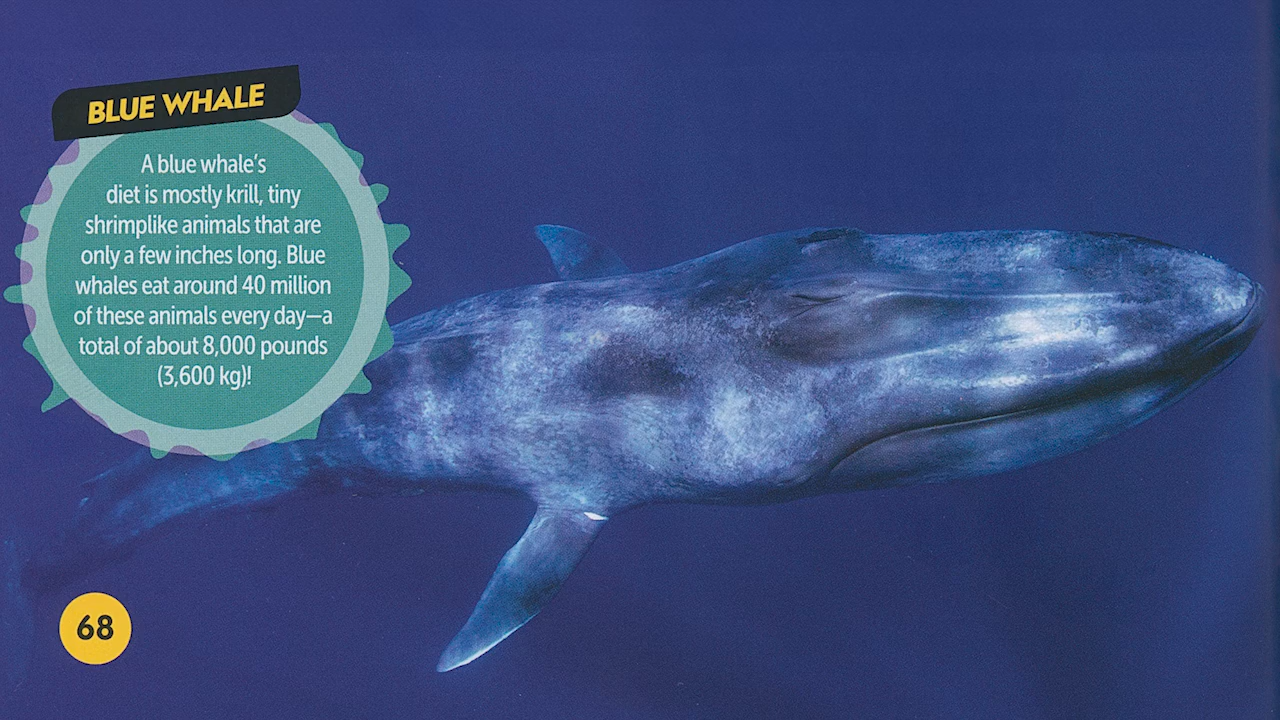 BLUE WHALE
A blue whale's
diet is mostly krill, tiny
shrimplike animals that are
only a few inches long. Blue
whales eat around 40 million
of these animals every day—a
total of about 8,000 pounds
(3,600 kg)!
68